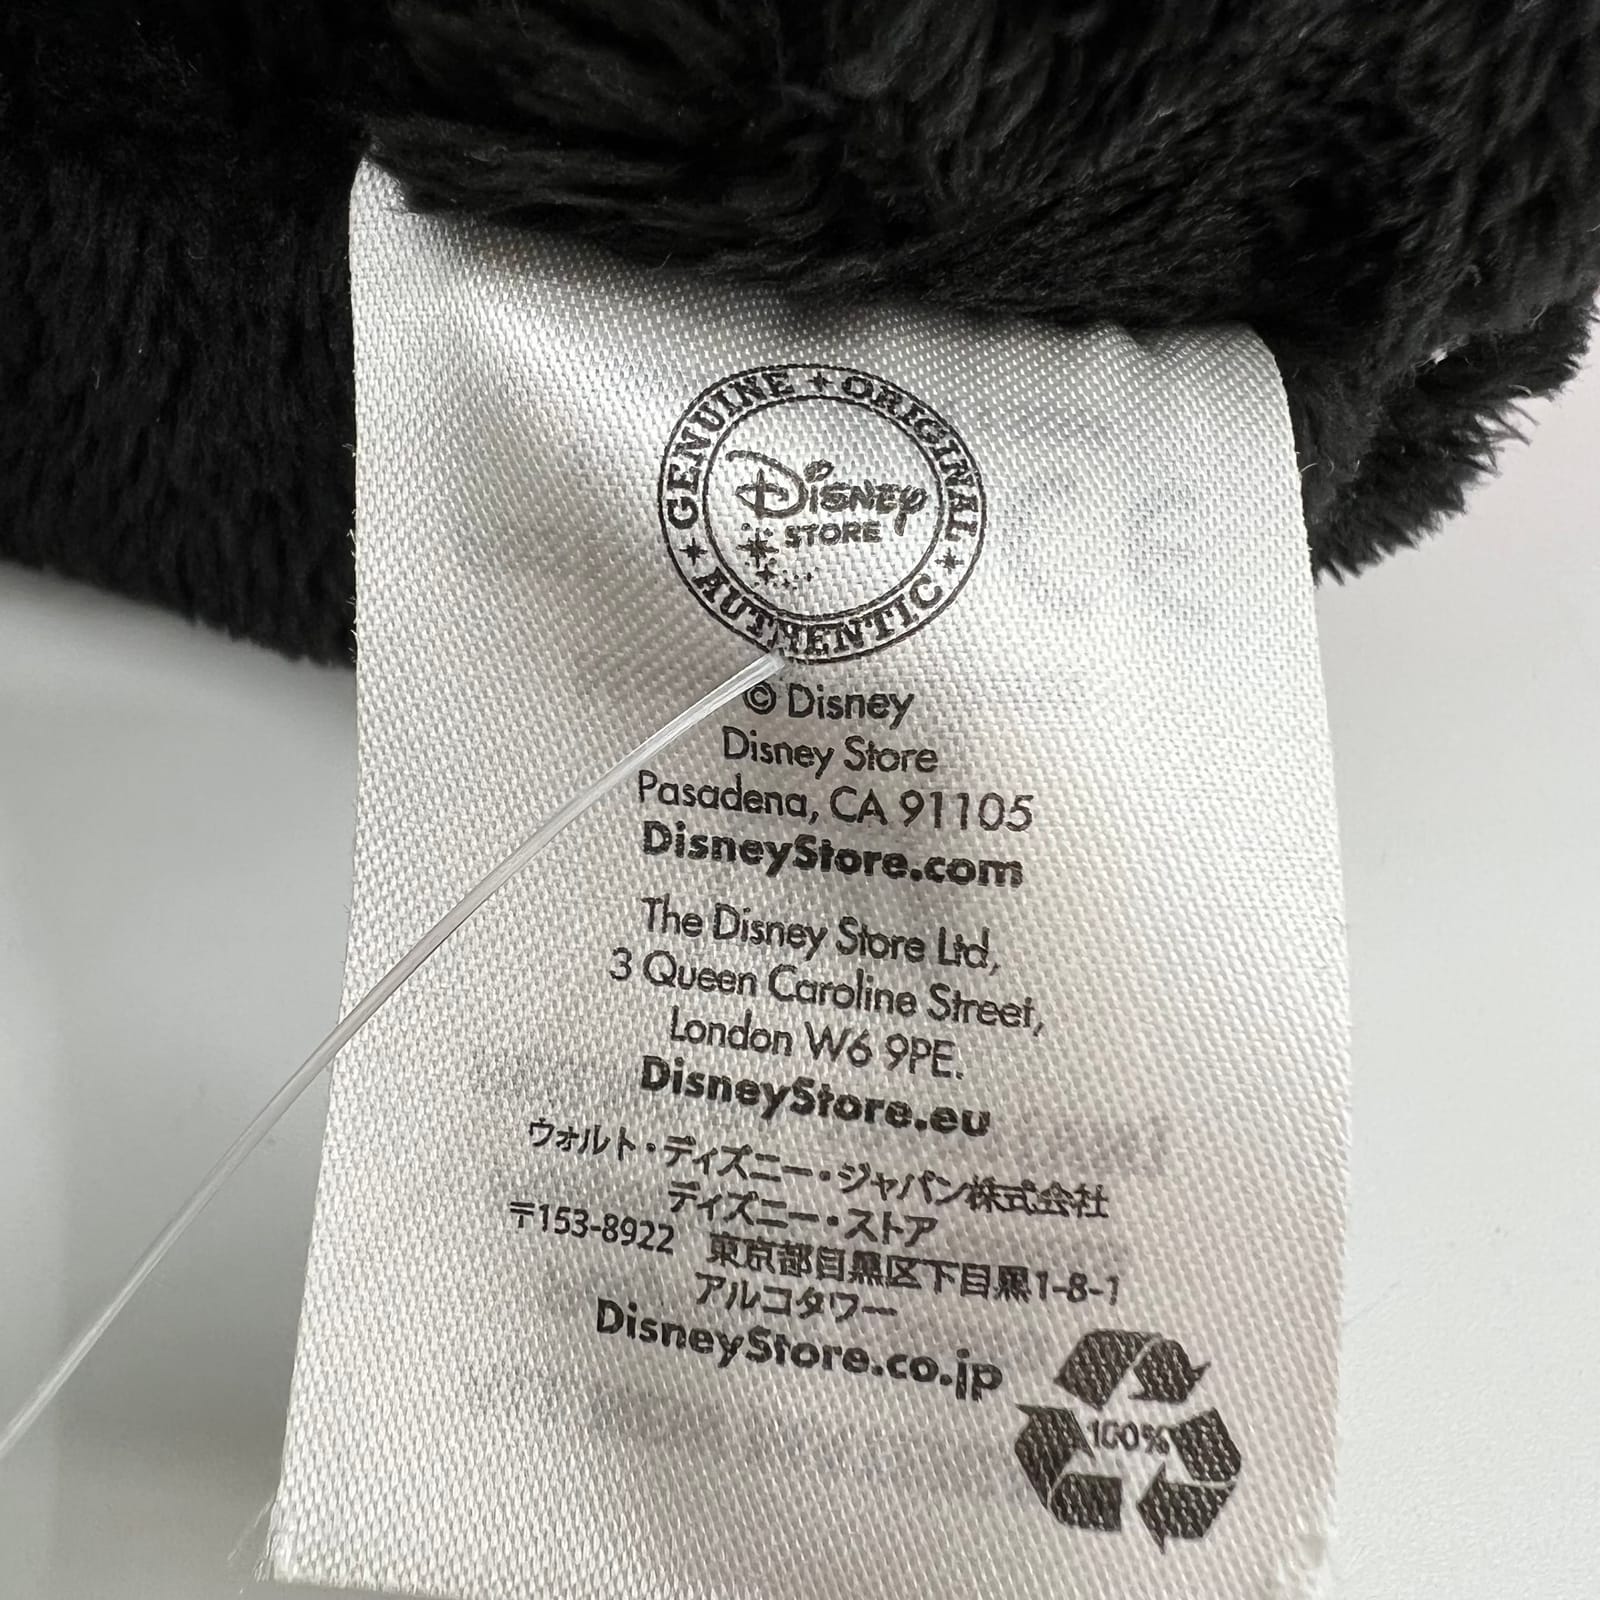 GENUINE ORIGINAL AUTHENTIC
Disney
STORE
© Disney
Disney Store
Pasadena, CA 91105
DisneyStore.com
The Disney Store Ltd,
3 Queen Caroline Street,
London W6 9PE.
DisneyStore.eu
ウォルト・ディズニー・ジャパン株式会社
ディズニー・ストア
〒153-8922 東京都目黒区下目黒1-8-1
アルコタワー
DisneyStore.co.jp
100%